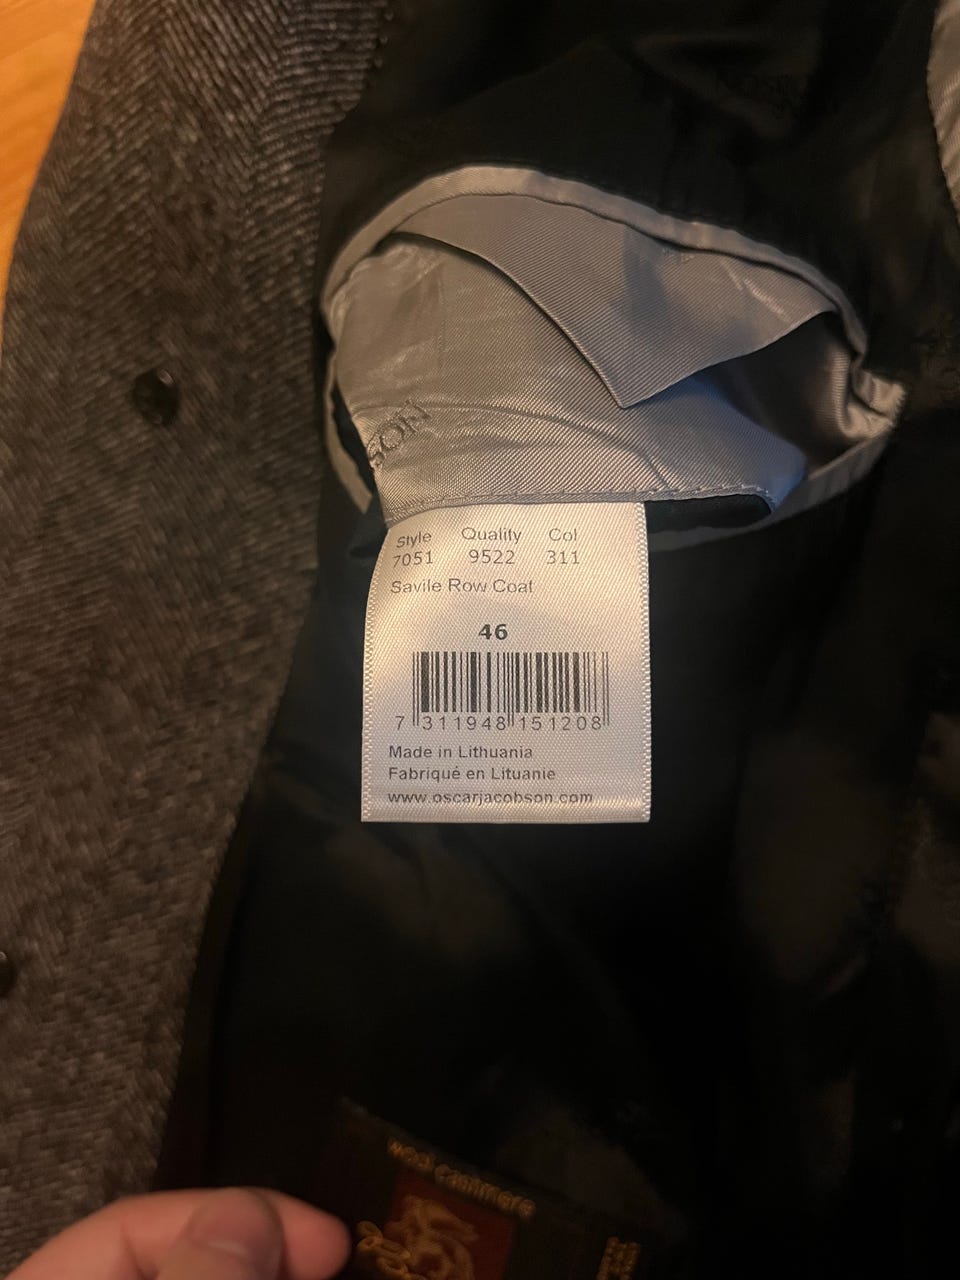 SON
Style Quality Col
7051 9522 311
Savile Row Coat
46
7 311948 151208
Made in Lithuania
Fabriqué en Lituanie
www.oscarjacobson.com
wool cashmere